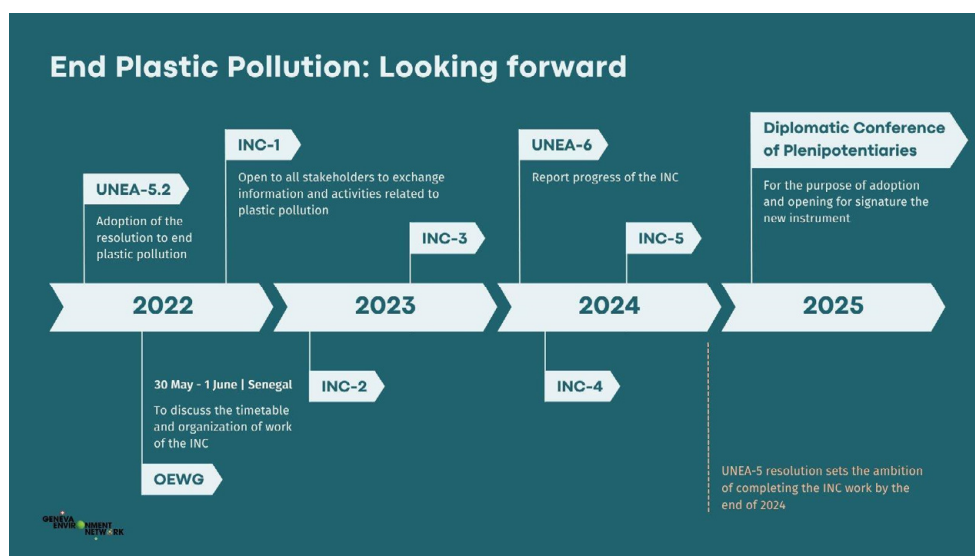 End Plastic Pollution: Looking forward
UNEA-5.2
Adoption of the
resolution to end
plastic pollution
INC-1
Open to all stakeholders to exchange
information and activities related to
plastic pollution
INC-3
UNEA-6
Report progress of the INC
INC-5
Diplomatic Conference
of Plenipotentiaries
For the purpose of adoption
and opening for signature the
new instrument
2022
2023
2024
2025
30 May - 1 June | Senegal
To discuss the timetable
and organization of work
of the INC
OEWG
INC-2
INC-4
UNEA-5 resolution sets the ambition
of completing the INC work by the
end of 2024
GENEVA
ENVIRONMENT
NETWORK